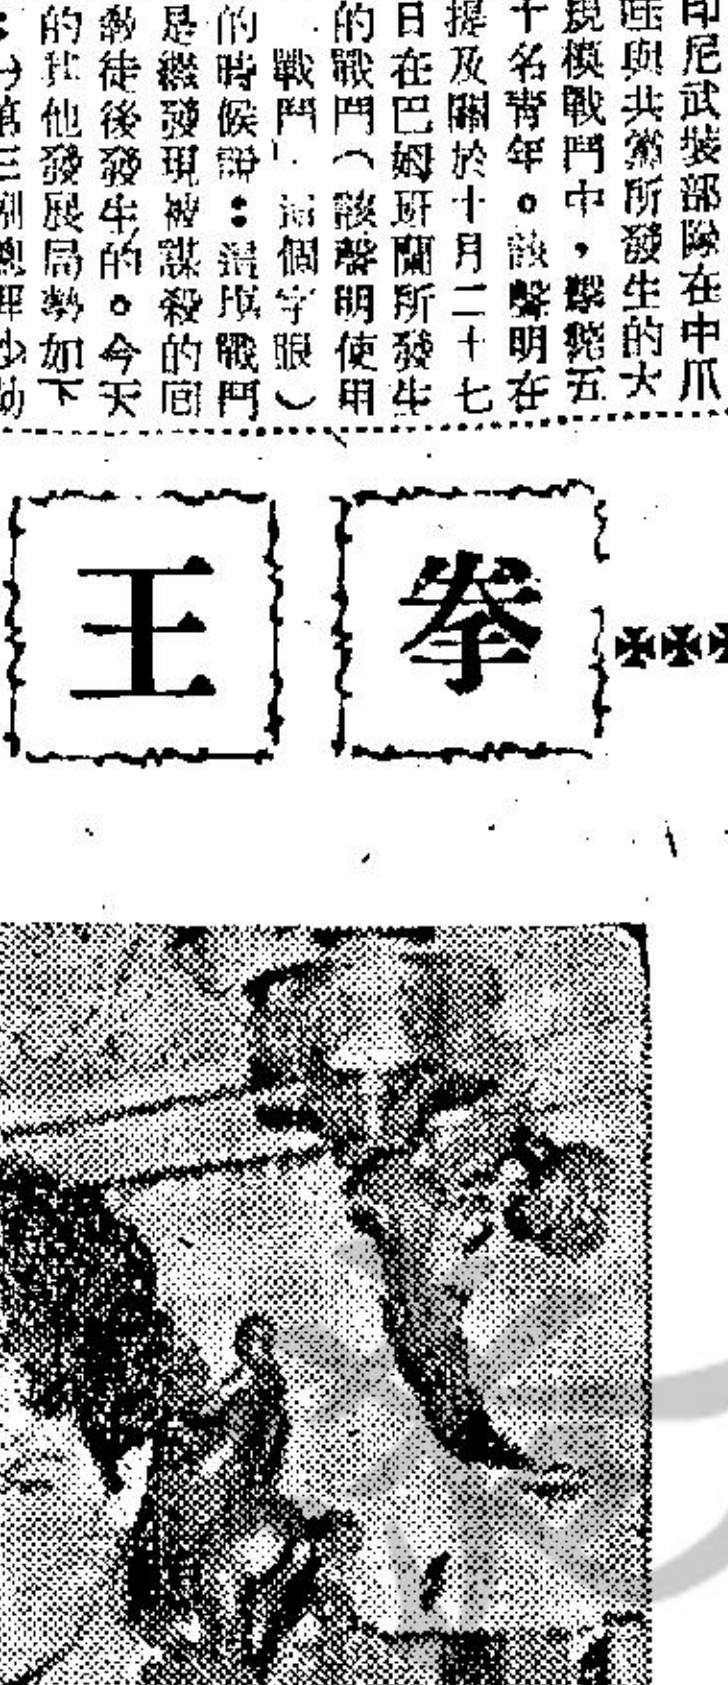 印尼武裝部隊在中爪
哇與共黨所發生的大
規模戰鬥中，擊斃五
十名青年。該聲明在
提及關於十月二十七
日在巴姆班蘭所發生
的戰鬥（該聲明使用
「戰鬥」這個字眼）
的時候說：這塲戰鬥
是繼發現被謀殺的回
教徒後發生的。今天
的其他發展局勢如下
拳王